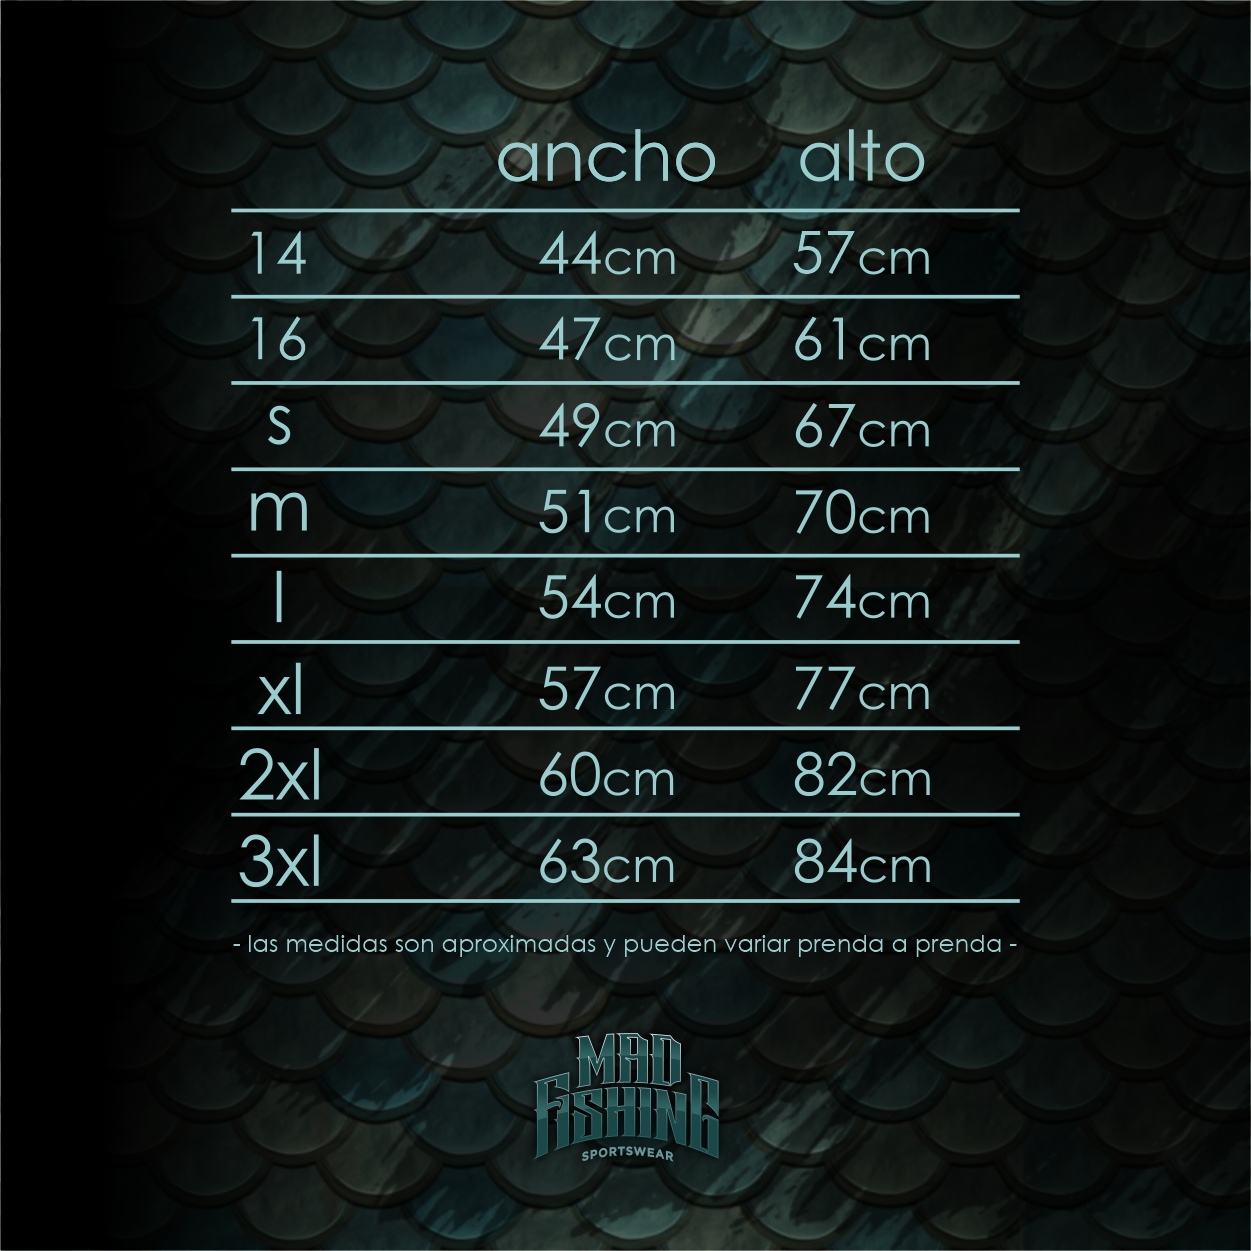 ancho alto
14 44cm 57cm
16 47cm 61cm
s 49cm 67cm
m 51cm 70cm
l 54cm 74cm
xl 57cm 77cm
2xl 60cm 82cm
3xl 63cm 84cm
- las medidas son aproximadas y pueden variar prenda a prenda -
MAD
FISHING
SPORTSWEAR